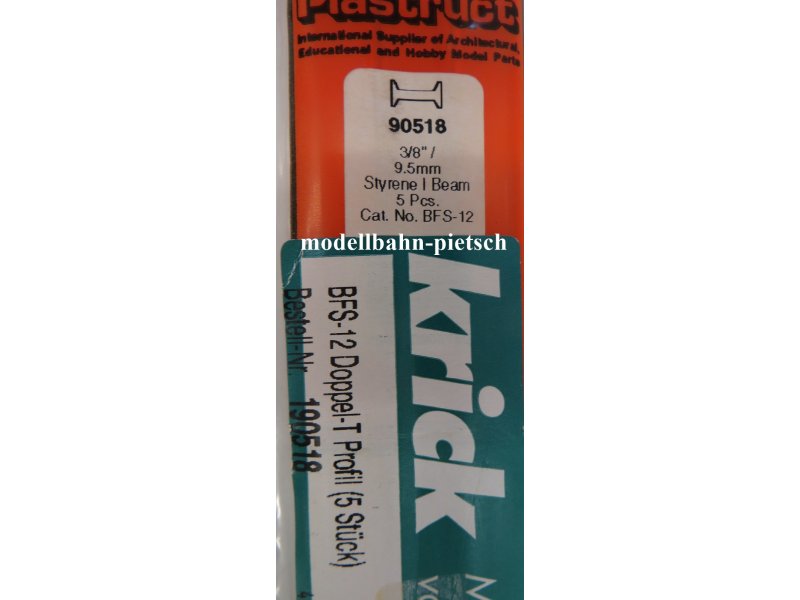 Plastruct
International Supplier of Architectural,
Educational and Hobby Model Parts
90518
3/8" /
9.5mm
Styrene I Beam
5 Pcs.
Cat. No. BFS-12
modellbahn-pietsch
krick
BFS-12 Doppel-T Profil (5 Stück)
Bestell-Nr. 190518